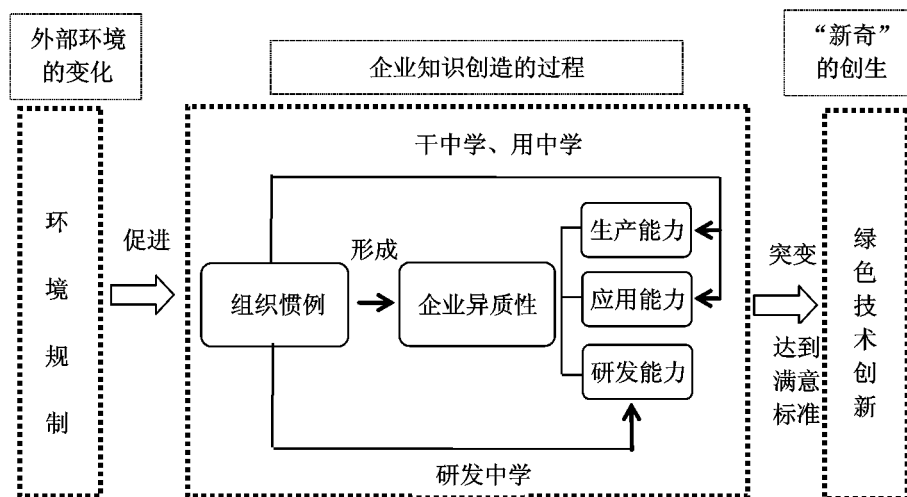 外部环境
的变化
企业知识创造的过程
“新奇”
的创生
环境规制
促进
干中学、用中学
组织惯例
形成
企业异质性
生产能力
应用能力
研发能力
研发中学
突变
达到
满意
标准
绿色技术创新